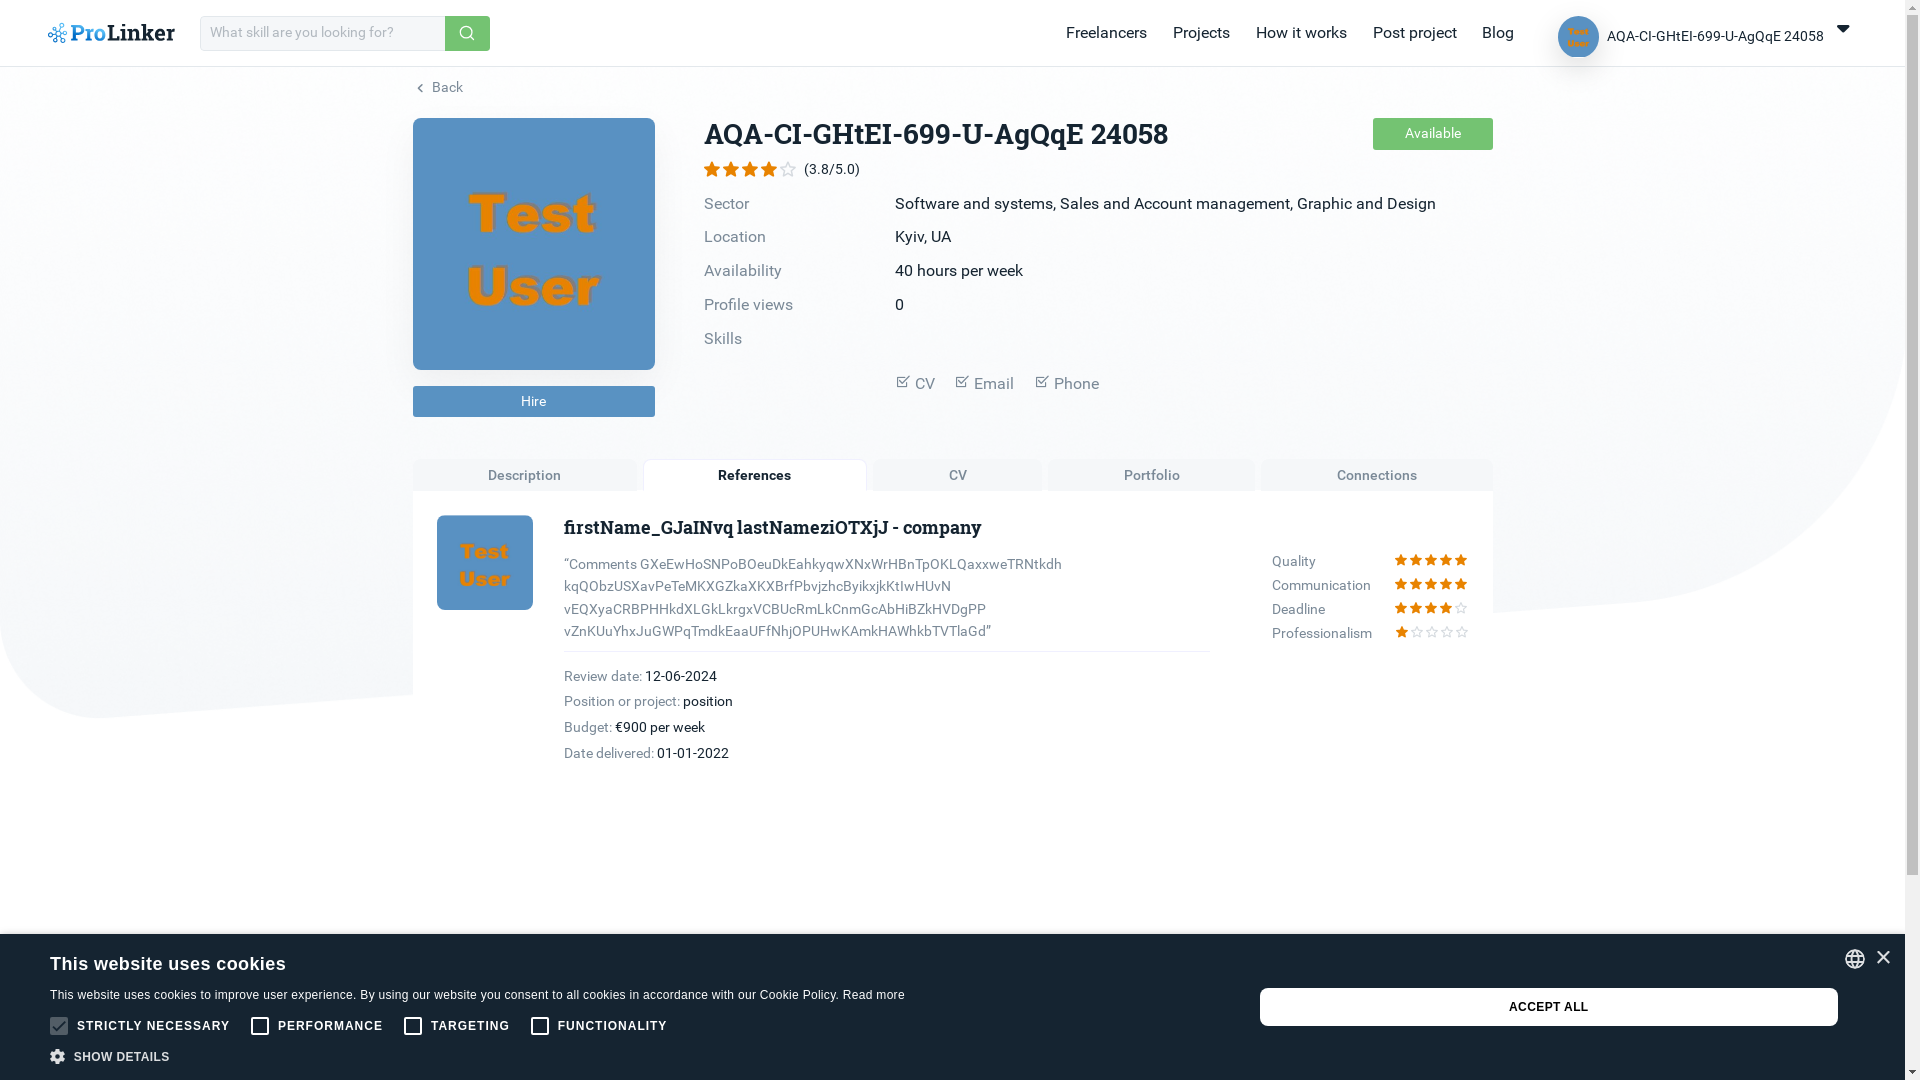 ProLinker
What skill are you looking for?
Freelancers Projects How it works Post project Blog
Test User
AQA-CI-GHtEI-699-U-AgQqE 24058
Back
Test
User
AQA-CI-GHtEI-699-U-AgQqE 24058
Available
(3.8/5.0)
Sector Software and systems, Sales and Account management, Graphic and Design
Location Kyiv, UA
Availability 40 hours per week
Profile views 0
Skills
CV Email Phone
Hire
Description References CV Portfolio Connections
Test
User
firstName_GJaINvq lastNameziOTXjJ - company
“Comments GXeEwHoSNPoBOeuDkEahkyqwXNxWrHBnTpOKLQaxxweTRNtkdh
kqQObzUSXavPeTeMKXGZkaXKXBrfPbvjzhcByikxjkKtIwHUvN
vEQXyaCRBPHHkdXLGkLkrgxVCBUcRmLkCnmGcAbHiBZkHVDgPP
vZnKUuYhxJuGWPqTmdkEaaUFfNhjOPUHwKAmkHAWhkbTVTlaGd”
Quality
Communication
Deadline
Professionalism
Review date: 12-06-2024
Position or project: position
Budget: €900 per week
Date delivered: 01-01-2022
This website uses cookies
This website uses cookies to improve user experience. By using our website you consent to all cookies in accordance with our Cookie Policy. Read more
STRICTLY NECESSARY PERFORMANCE TARGETING FUNCTIONALITY
SHOW DETAILS
ACCEPT ALL